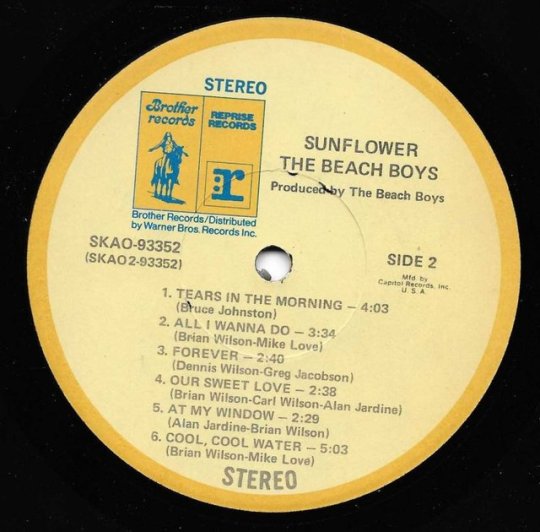 STEREO
Brother
records
REPRISE
RECORDS
r
Brother Records/Distributed
by Warner Bros. Records Inc.
SUNFLOWER
THE BEACH BOYS
Produced by The Beach Boys
SKAO-93352
(SKAO2-93352)
SIDE 2
Mfd. by
Capitol Records, Inc.
U.S.A.
1. TEARS IN THE MORNING – 4:03
(Bruce Johnston)
2. ALL I WANNA DO – 3:34
(Brian Wilson-Mike Love)
3. FOREVER – 2:40
(Dennis Wilson-Greg Jacobson)
4. OUR SWEET LOVE – 2:38
(Brian Wilson-Carl Wilson-Alan Jardine)
5. AT MY WINDOW – 2:29
(Alan Jardine-Brian Wilson)
6. COOL, COOL WATER – 5:03
(Brian Wilson-Mike Love)
STEREO